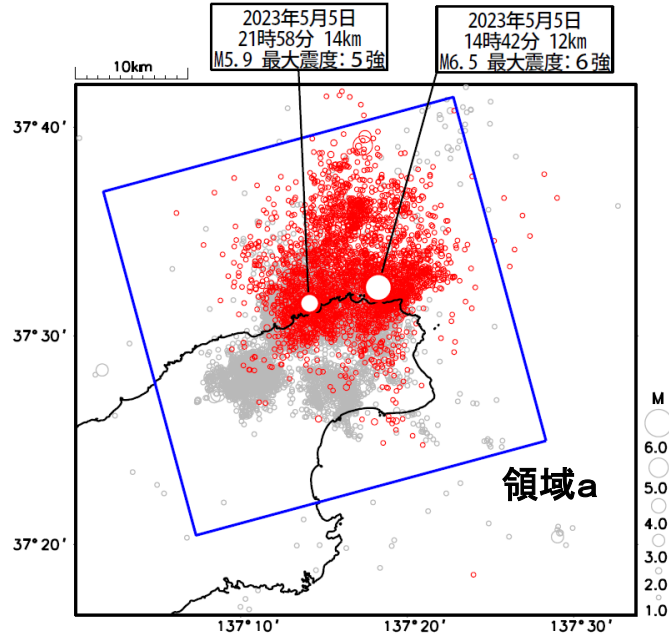 2023年5月5日
21時58分 14km
M5.9 最大震度:5強
2023年5月5日
14時42分 12km
M6.5 最大震度:6強
10km
37°40′
37°30′
37°20′
137°10′
137°20′
137°30′
領域a
M
6.0
5.0
4.0
3.0
2.0
1.0